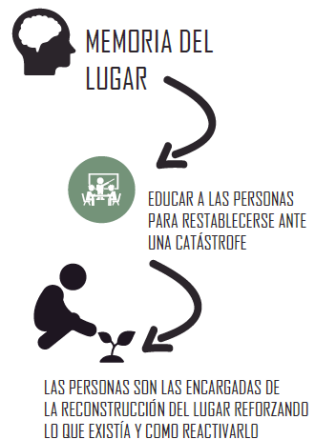 MEMORIA DEL
LUGAR
EDUCAR A LAS PERSONAS
PARA RESTABLECERSE ANTE
UNA CATÁSTROFE
LAS PERSONAS SON LAS ENCARGADAS DE
LA RECONSTRUCCIÓN DEL LUGAR REFORZANDO
LO QUE EXISTÍA Y COMO REACTIVARLO